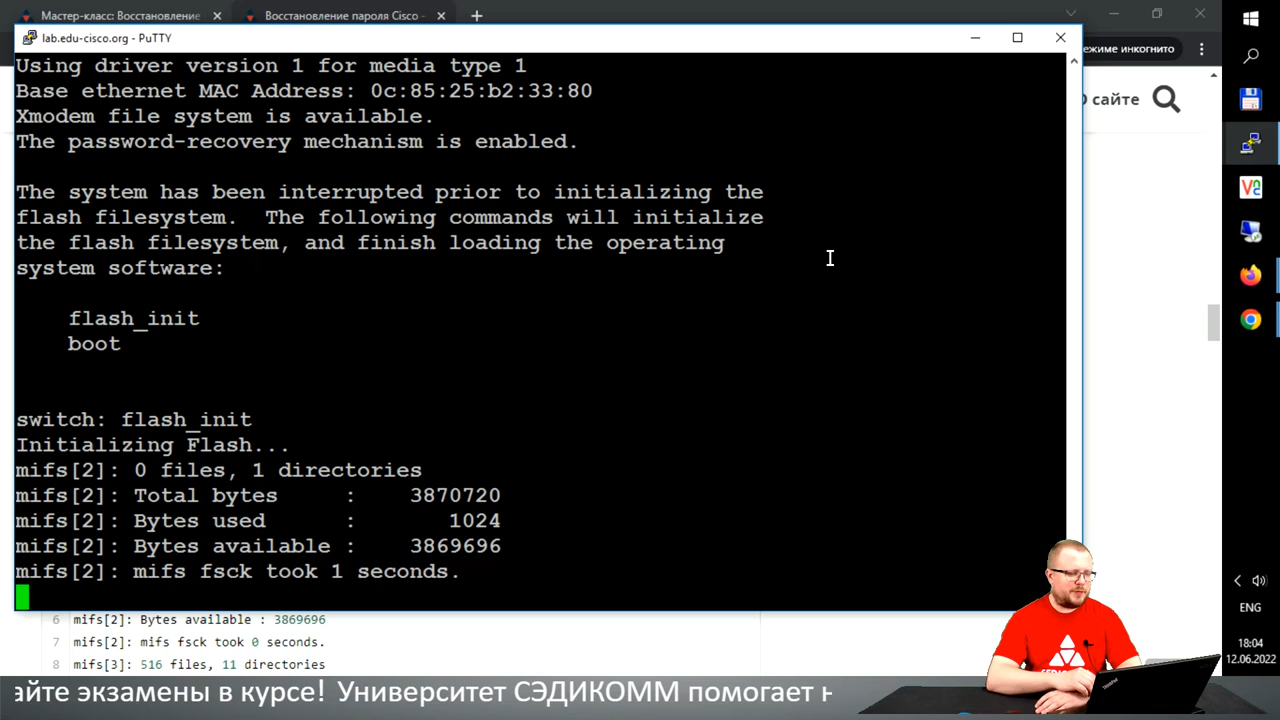 Мастер-класс: Восстановление
Восстановление пароля Cisco -
lab.edu-cisco.org - PuTTY
ежиме инкогнито
сайте
Using driver version 1 for media type 1
Base ethernet MAC Address: 0c:85:25:b2:33:80
Xmodem file system is available.
The password-recovery mechanism is enabled.
The system has been interrupted prior to initializing the
flash filesystem.  The following commands will initialize
the flash filesystem, and finish loading the operating
system software:
flash_init
boot
switch: flash_init
Initializing Flash...
mifs[2]: 0 files, 1 directories
mifs[2]: Total bytes     :    3870720
mifs[2]: Bytes used      :       1024
mifs[2]: Bytes available :    3869696
mifs[2]: mifs fsck took 1 seconds.
6 mifs[2]: Bytes available : 3869696
7 mifs[2]: mifs fsck took 0 seconds.
8 mifs[3]: 516 files, 11 directories
ENG
18:04
12.06.2022
айте экзамены в курсе! Университет СЭДИКОММ помогает н